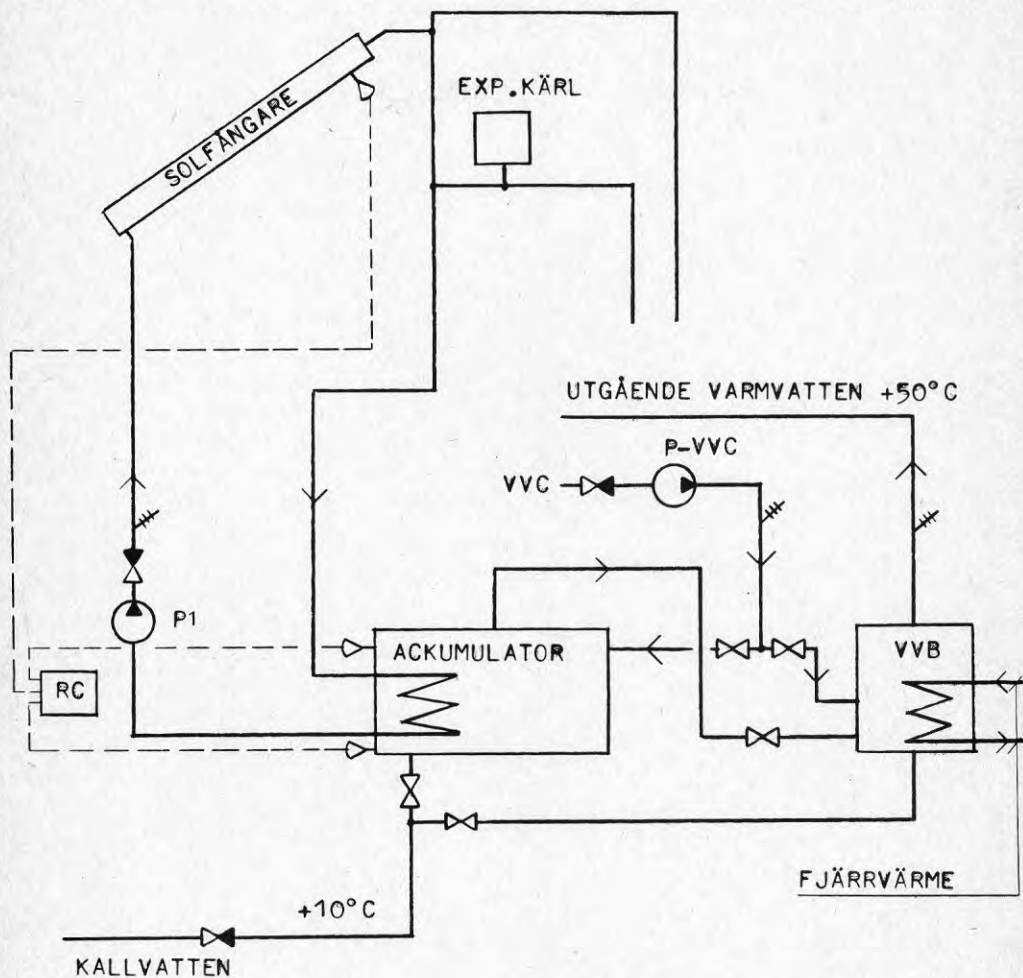 EXP.KÄRL
SOLFÅNGARE
UTGÅENDE VARMVATTEN +50°C
P-VVC
VVC
P1
ACKUMULATOR
VVB
RC
FJÄRRVÄRME
+10°C
KALLVATTEN